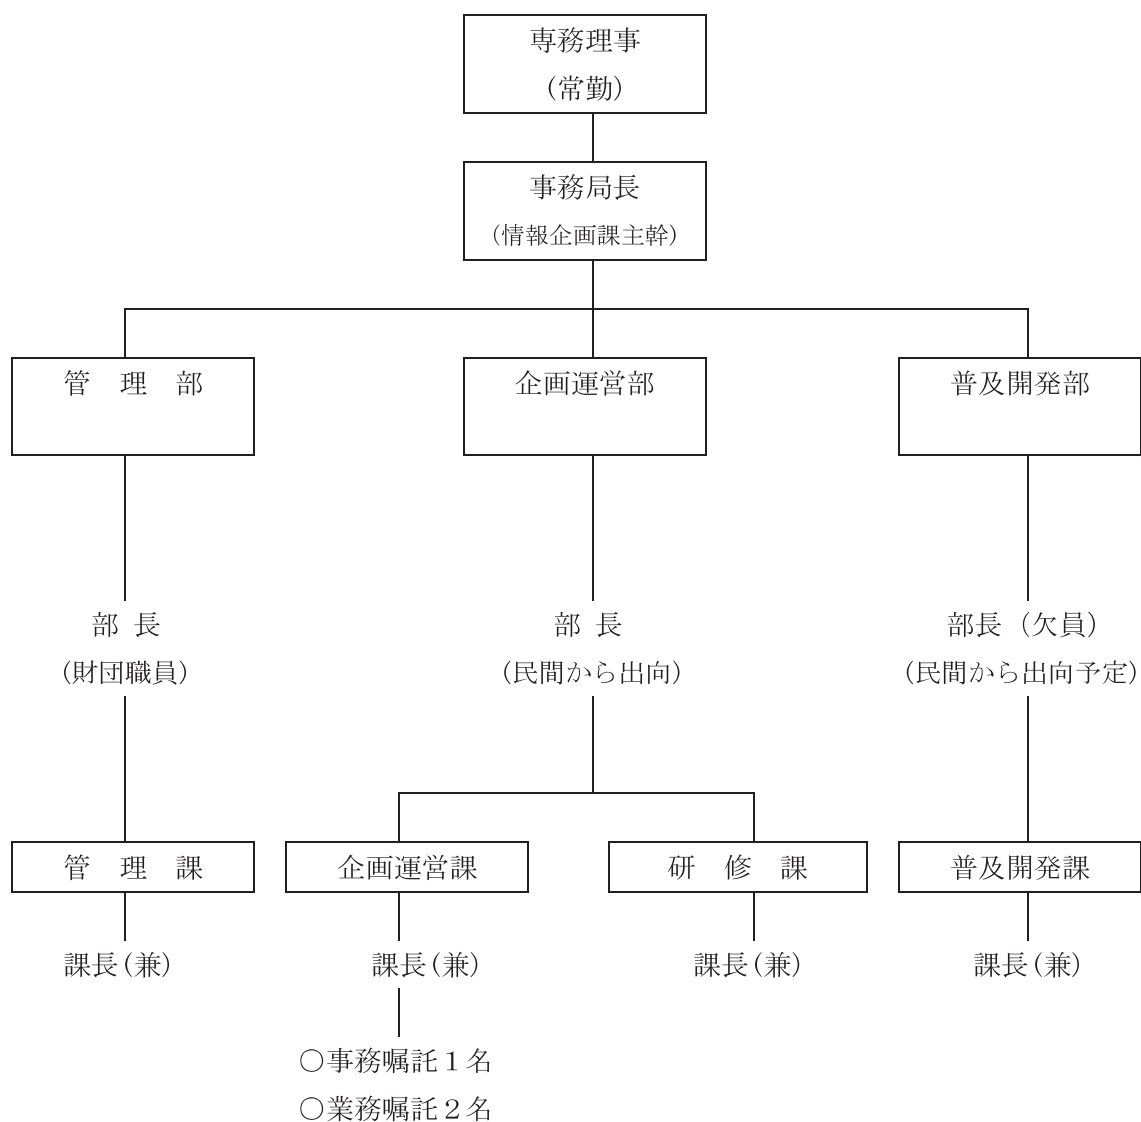 専務理事
(常勤)
事務局長
(情報企画課主幹)
管　理　部
企画運営部
普及開発部
部 長
(財団職員)
部 長
(民間から出向)
部長 (欠員)
(民間から出向予定)
管　理　課
企画運営課
研　修　課
普及開発課
課長(兼)
課長(兼)
課長(兼)
課長(兼)
○事務嘱託１名
○業務嘱託２名